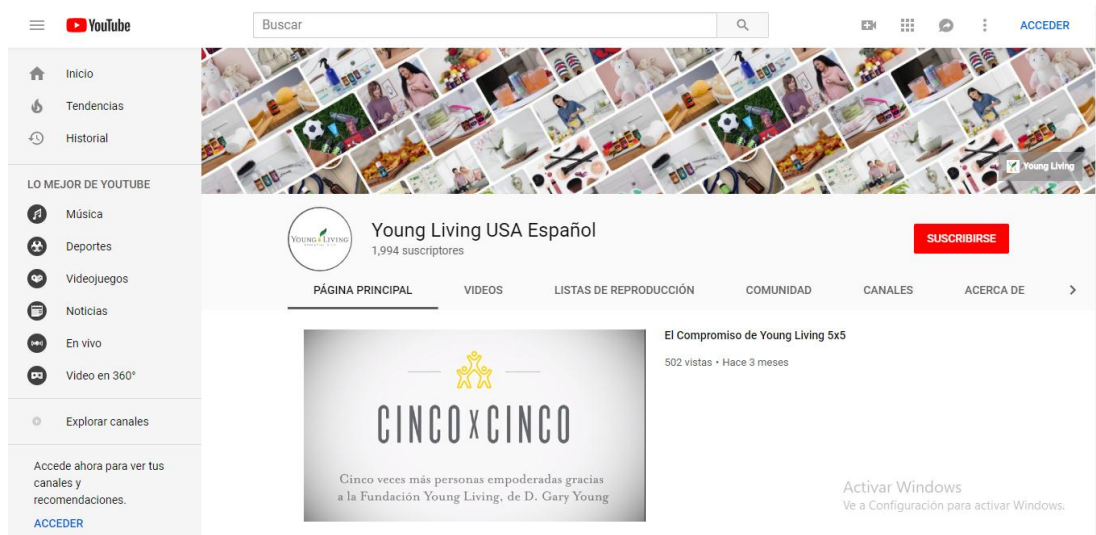 YouTube
Buscar
ACCEDER
Inicio
Tendencias
Historial
LO MEJOR DE YOUTUBE
Música
Deportes
Videojuegos
Noticias
En vivo
Video en 360°
Explorar canales
Accede ahora para ver tus
canales y
recomendaciones.
ACCEDER
Young Living
YOUNG LIVING
Young Living USA Español
1,994 suscriptores
SUSCRIBIRSE
PÁGINA PRINCIPAL VIDEOS LISTAS DE REPRODUCCIÓN COMUNIDAD CANALES ACERCA DE
CINCO X CINCO
Cinco veces más personas empoderadas gracias
a la Fundación Young Living, de D. Gary Young
El Compromiso de Young Living 5x5
502 vistas • Hace 3 meses
Activar Windows
Ve a Configuración para activar Windows.